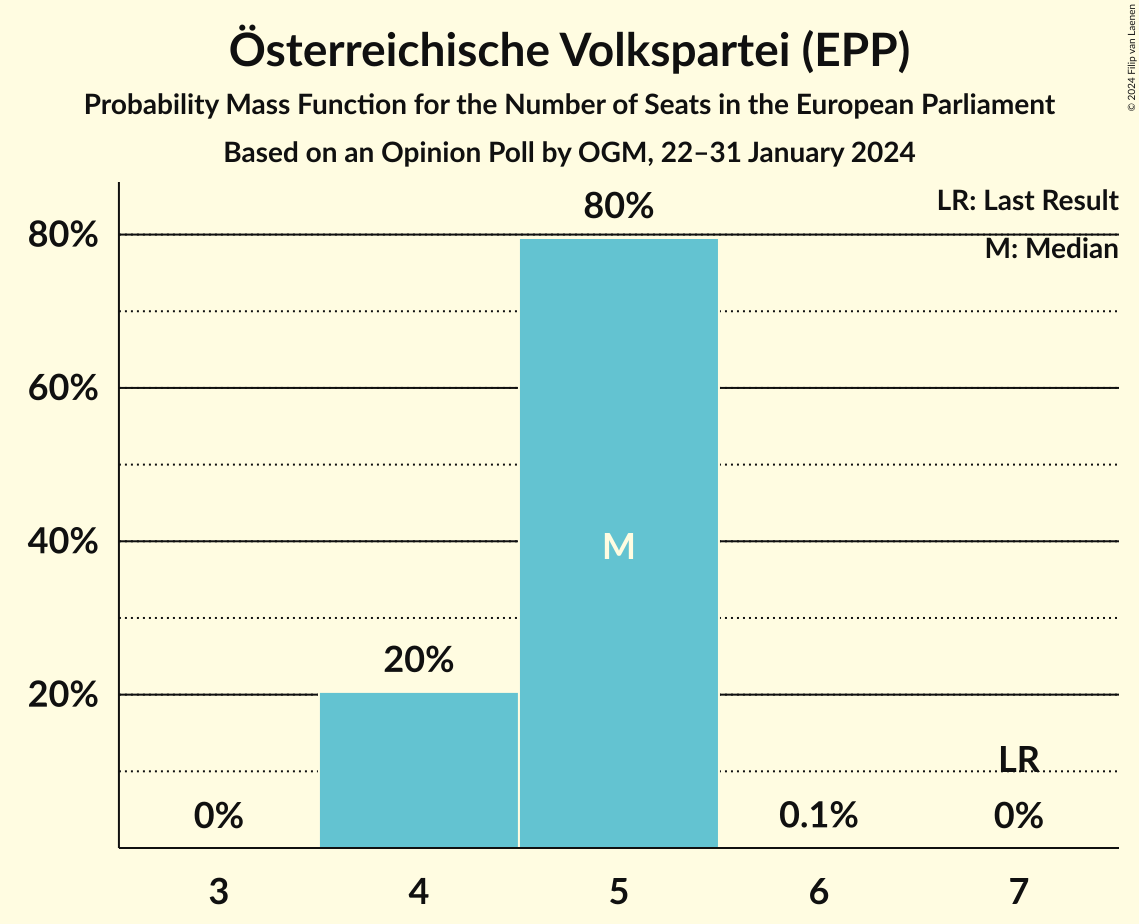 Österreichische Volkspartei (EPP)
Probability Mass Function for the Number of Seats in the European Parliament
Based on an Opinion Poll by OGM, 22–31 January 2024
© 2024 Filip van Laenen
LR: Last Result
M: Median
80%
60%
40%
20%
0%
20%
80%
M
0.1%
LR
0%
3
4
5
6
7